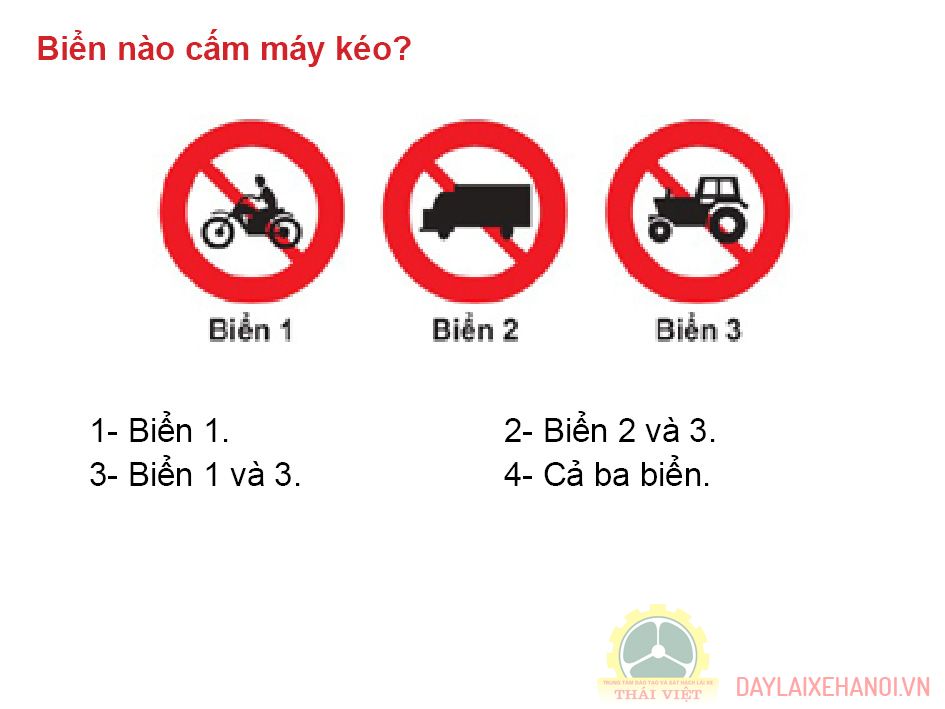 Biển nào cấm máy kéo?
Biển 1 Biển 2 Biển 3
1- Biển 1. 2- Biển 2 và 3.
3- Biển 1 và 3. 4- Cả ba biển.
TRUNG TÂM ĐÀO TẠO VÀ SÁT HẠCH LÁI XE
THÁI VIỆT
DAYLAIXEHANOI.VN